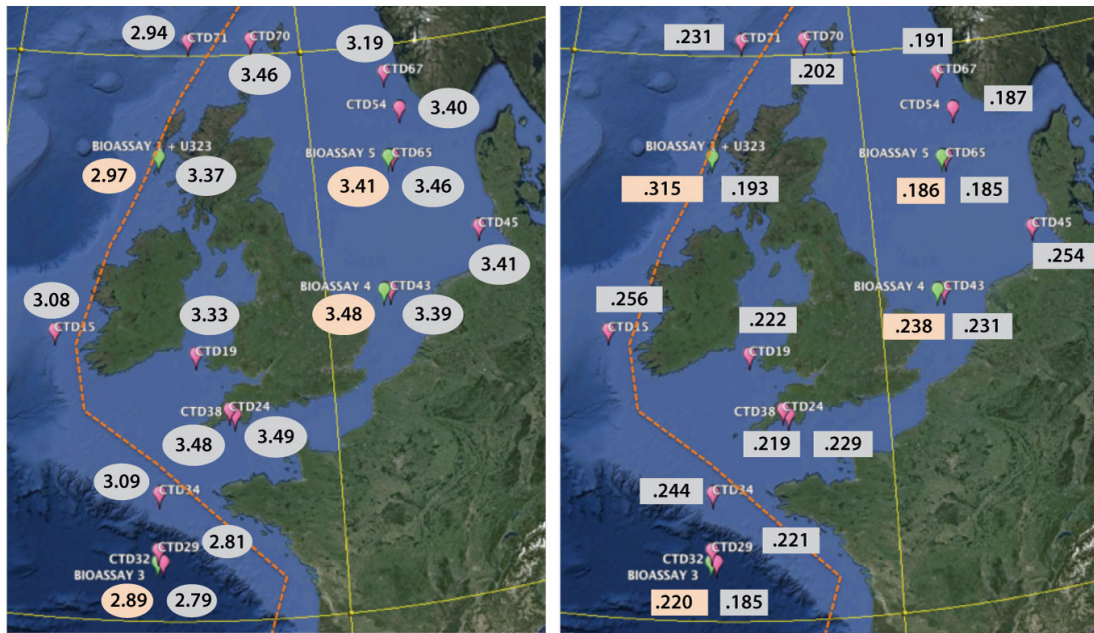 2.94
CTD71
CTD70
3.46
3.19
CTD67
CTD54
3.40
BIOASSAY
+ U323
2.97
3.37
BIOASSAY 5
CTD65
3.41
3.46
CTD45
3.41
BIOASSAY 4
CTD43
3.48
3.39
3.08
CTD15
3.33
CTD19
CTD38
CTD24
3.48
3.49
3.09
CTD34
2.81
CTD29
CTD32
BIOASSAY 3
2.89
2.79
.231
CTD71
CTD70
.202
.191
CTD67
CTD54
.187
BIOASSAY
+ U323
.315
.193
BIOASSAY 5
CTD65
.186
.185
CTD45
.254
BIOASSAY 4
CTD43
.238
.231
.256
CTD15
.222
CTD19
CTD38
CTD24
.219
.229
.244
CTD34
.221
CTD29
CTD32
BIOASSAY 3
.220
.185